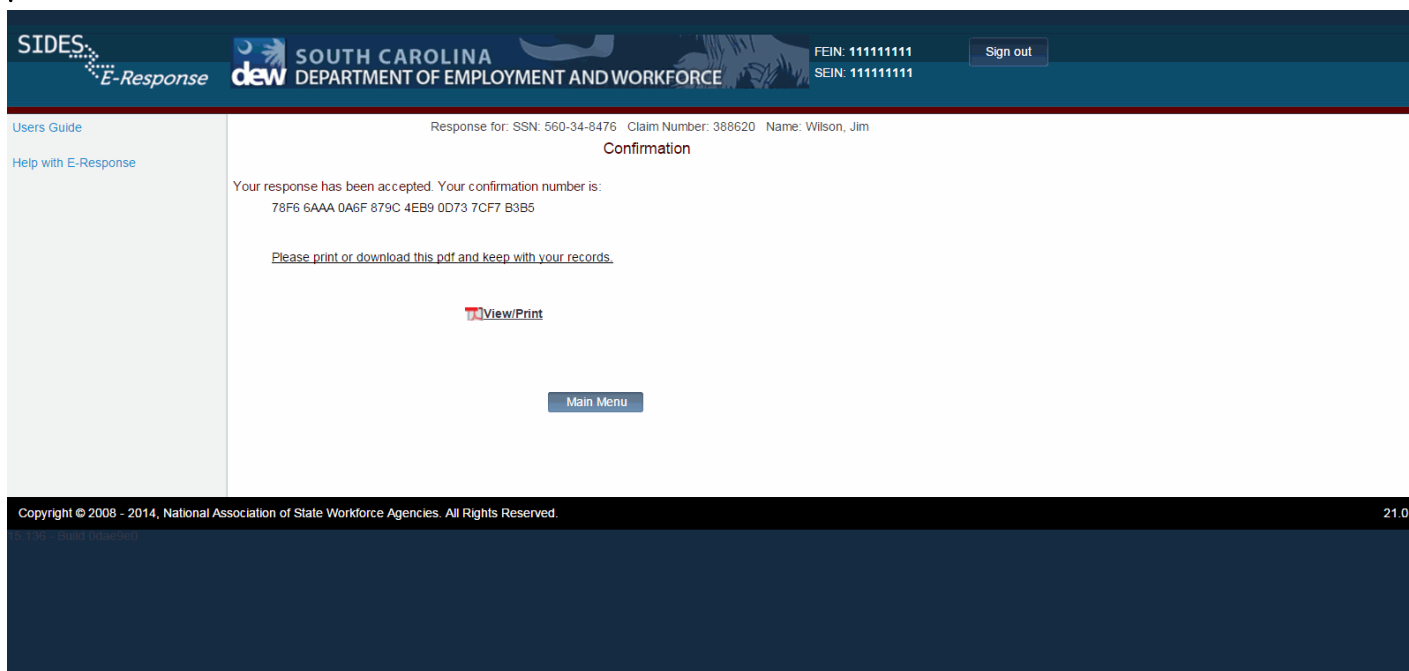 SIDES
E-Response
dew
SOUTH CAROLINA
DEPARTMENT OF EMPLOYMENT AND WORKFORCE
FEIN: 111111111
SEIN: 111111111
Sign out
Users Guide
Help with E-Response
Response for: SSN: 560-34-8476 Claim Number: 388620 Name: Wilson, Jim
Confirmation
Your response has been accepted. Your confirmation number is:
78F6 6AAA 0A6F 879C 4EB9 0D73 7CF7 B3B5
Please print or download this pdf and keep with your records.
View/Print
Main Menu
Copyright © 2008 - 2014, National Association of State Workforce Agencies. All Rights Reserved.
21.0
15.136 - Build 0dae9e0